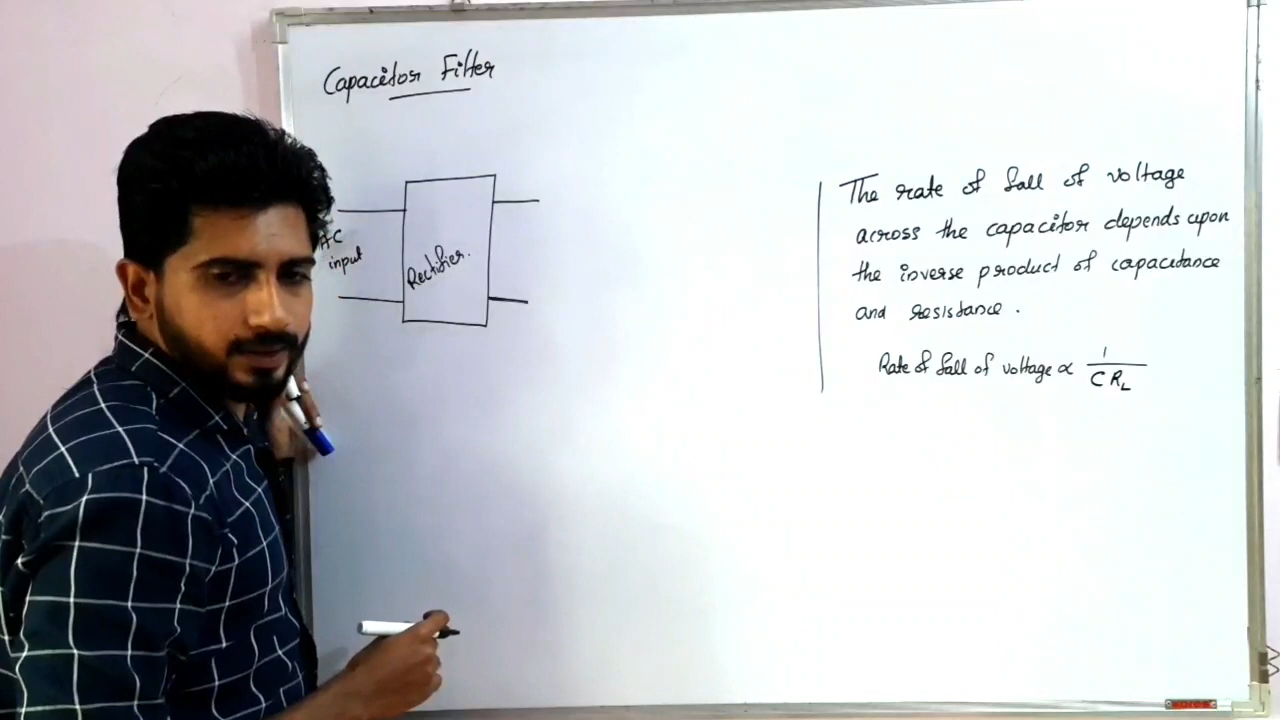 Capacitor Filter
AC
input
Rectifier.
The rate of fall of voltage
across the capacitor depends upon
the inverse product of capacitance
and resistance.
Rate of fall of voltage ∝ 1/(C R_L)